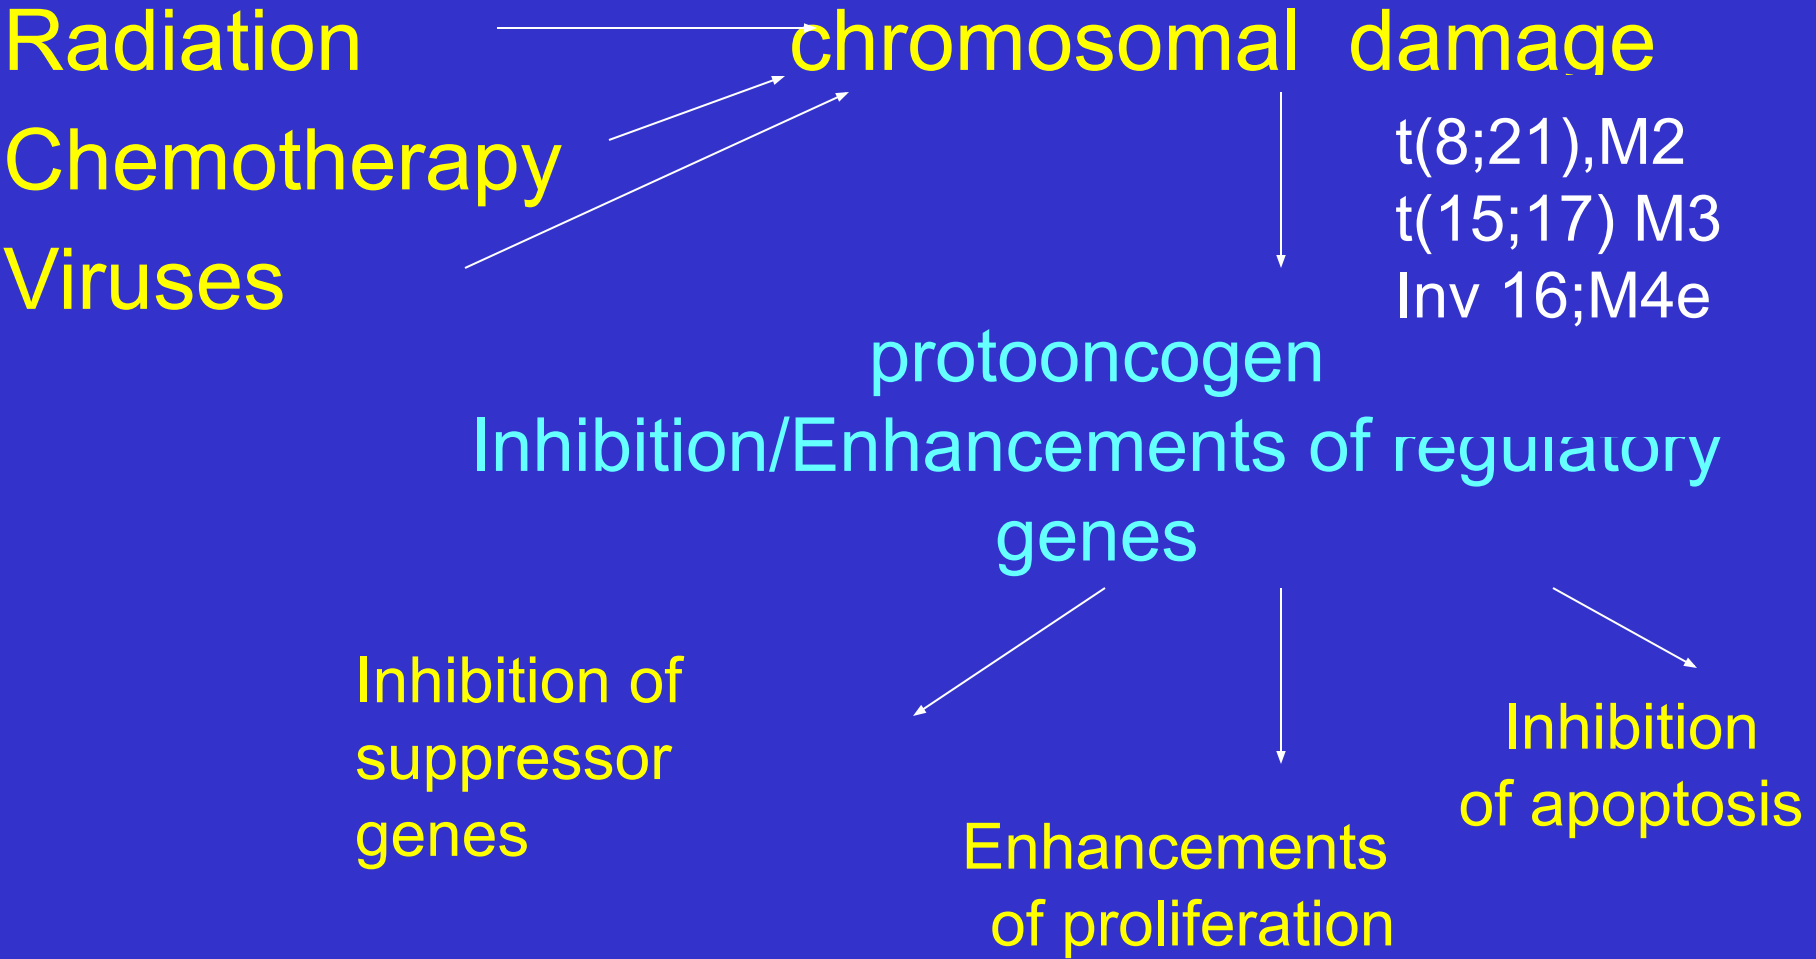 Radiation
chromosomal damage
Chemotherapy
Viruses
t(8;21),M2
t(15;17) M3
Inv 16;M4e
protooncogen
Inhibition/Enhancements of regulatory
genes
Inhibition of
suppressor
genes
Enhancements
of proliferation
Inhibition
of apoptosis